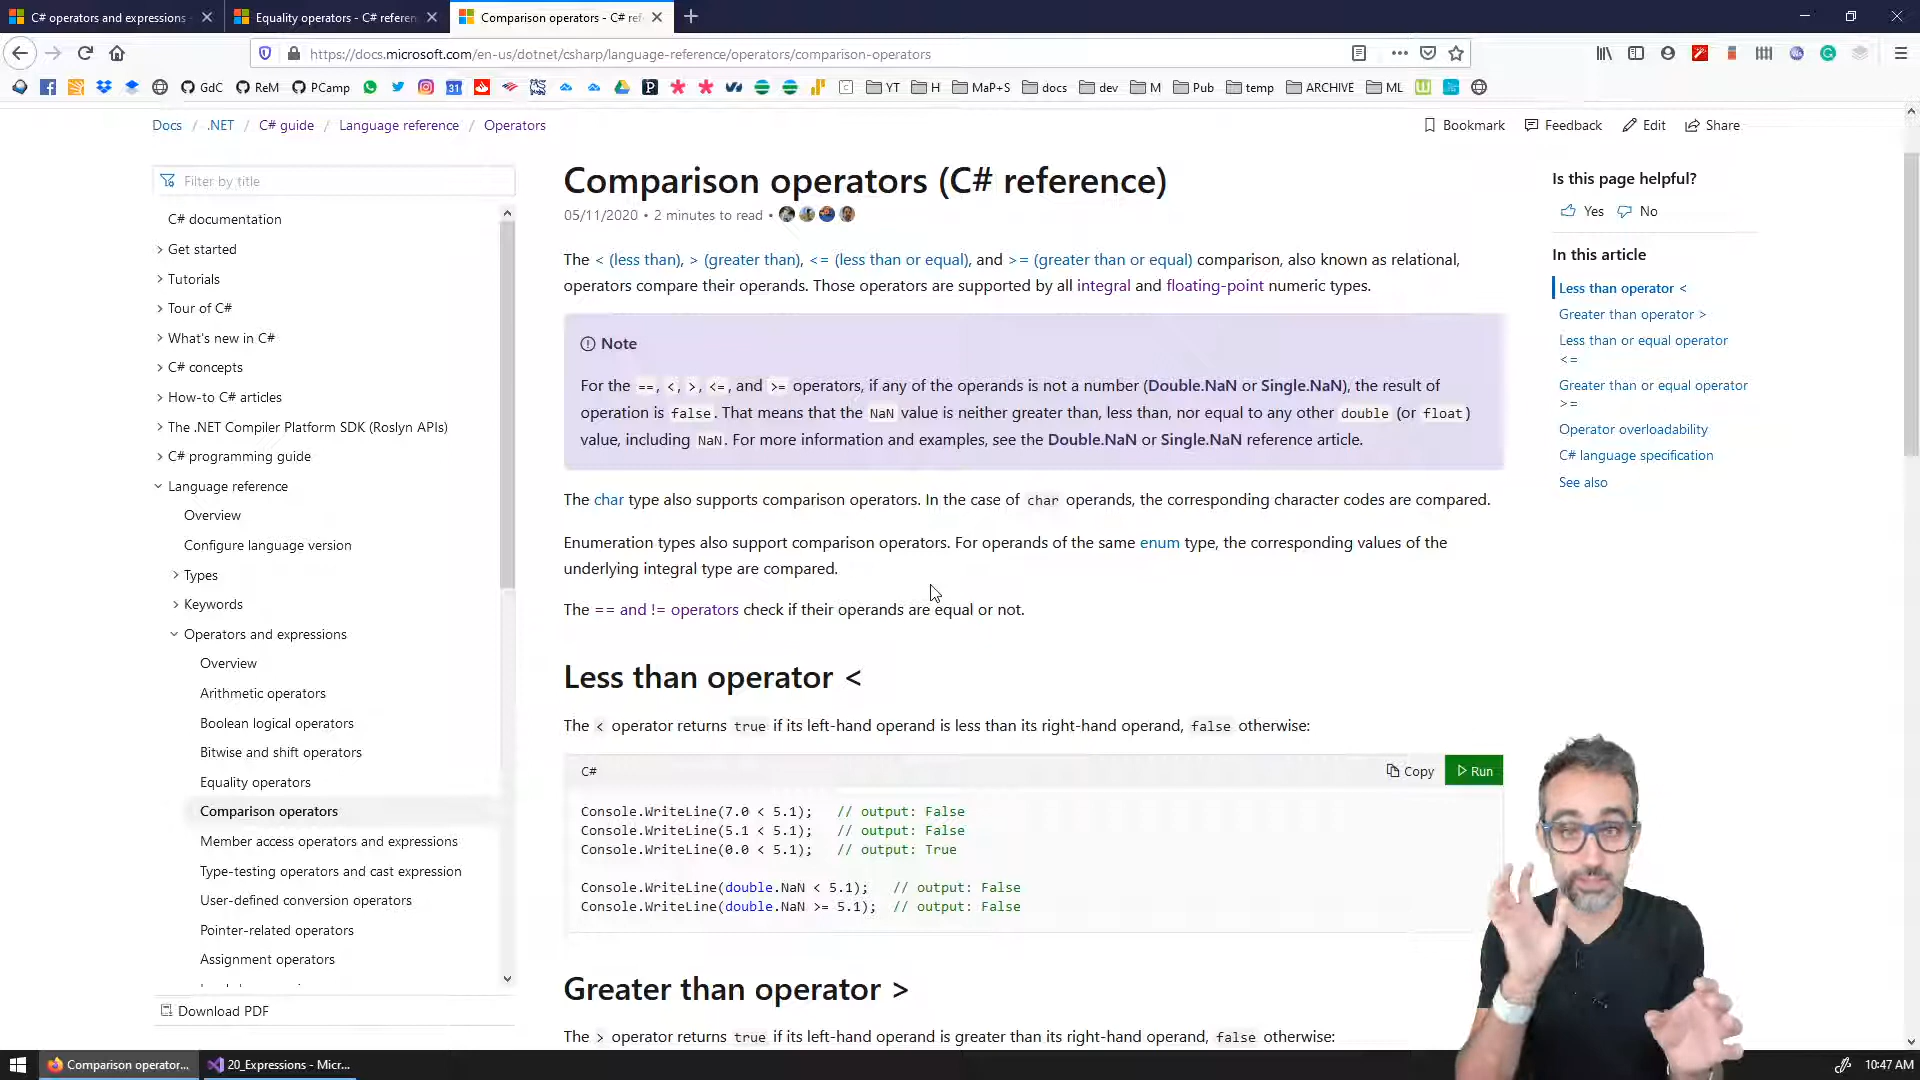 C# operators and expressions
Equality operators - C# referen
Comparison operators - C# ref
https://docs.microsoft.com/en-us/dotnet/csharp/language-reference/operators/comparison-operators
GdC
ReM
PCamp
31
YT
H
MaP+S
docs
dev
M
Pub
temp
ARCHIVE
ML
Docs / .NET / C# guide / Language reference / Operators
Bookmark
Feedback
Edit
Share
Filter by title
C# documentation
Get started
Tutorials
Tour of C#
What's new in C#
C# concepts
How-to C# articles
The .NET Compiler Platform SDK (Roslyn APIs)
C# programming guide
Language reference
Overview
Configure language version
Types
Keywords
Operators and expressions
Overview
Arithmetic operators
Boolean logical operators
Bitwise and shift operators
Equality operators
Comparison operators
Member access operators and expressions
Type-testing operators and cast expression
User-defined conversion operators
Pointer-related operators
Assignment operators
Download PDF
Comparison operators (C# reference)
05/11/2020 • 2 minutes to read •
The < (less than), > (greater than), <= (less than or equal), and >= (greater than or equal) comparison, also known as relational,
operators compare their operands. Those operators are supported by all integral and floating-point numeric types.
Note
For the ==, <, >, <=, and >= operators, if any of the operands is not a number (Double.NaN or Single.NaN), the result of
operation is false. That means that the NaN value is neither greater than, less than, nor equal to any other double (or float)
value, including NaN. For more information and examples, see the Double.NaN or Single.NaN reference article.
The char type also supports comparison operators. In the case of char operands, the corresponding character codes are compared.
Enumeration types also support comparison operators. For operands of the same enum type, the corresponding values of the
underlying integral type are compared.
The == and != operators check if their operands are equal or not.
Less than operator <
The < operator returns true if its left-hand operand is less than its right-hand operand, false otherwise:
C#
Copy
Run
Console.WriteLine(7.0 < 5.1);   // output: False
Console.WriteLine(5.1 < 5.1);   // output: False
Console.WriteLine(0.0 < 5.1);   // output: True
Console.WriteLine(double.NaN < 5.1);   // output: False
Console.WriteLine(double.NaN >= 5.1);  // output: False
Greater than operator >
The > operator returns true if its left-hand operand is greater than its right-hand operand, false otherwise:
Is this page helpful?
Yes
No
In this article
Less than operator <
Greater than operator >
Less than or equal operator
<=
Greater than or equal operator
>=
Operator overloadability
C# language specification
See also
Comparison operator...
20_Expressions - Micr...
10:47 AM